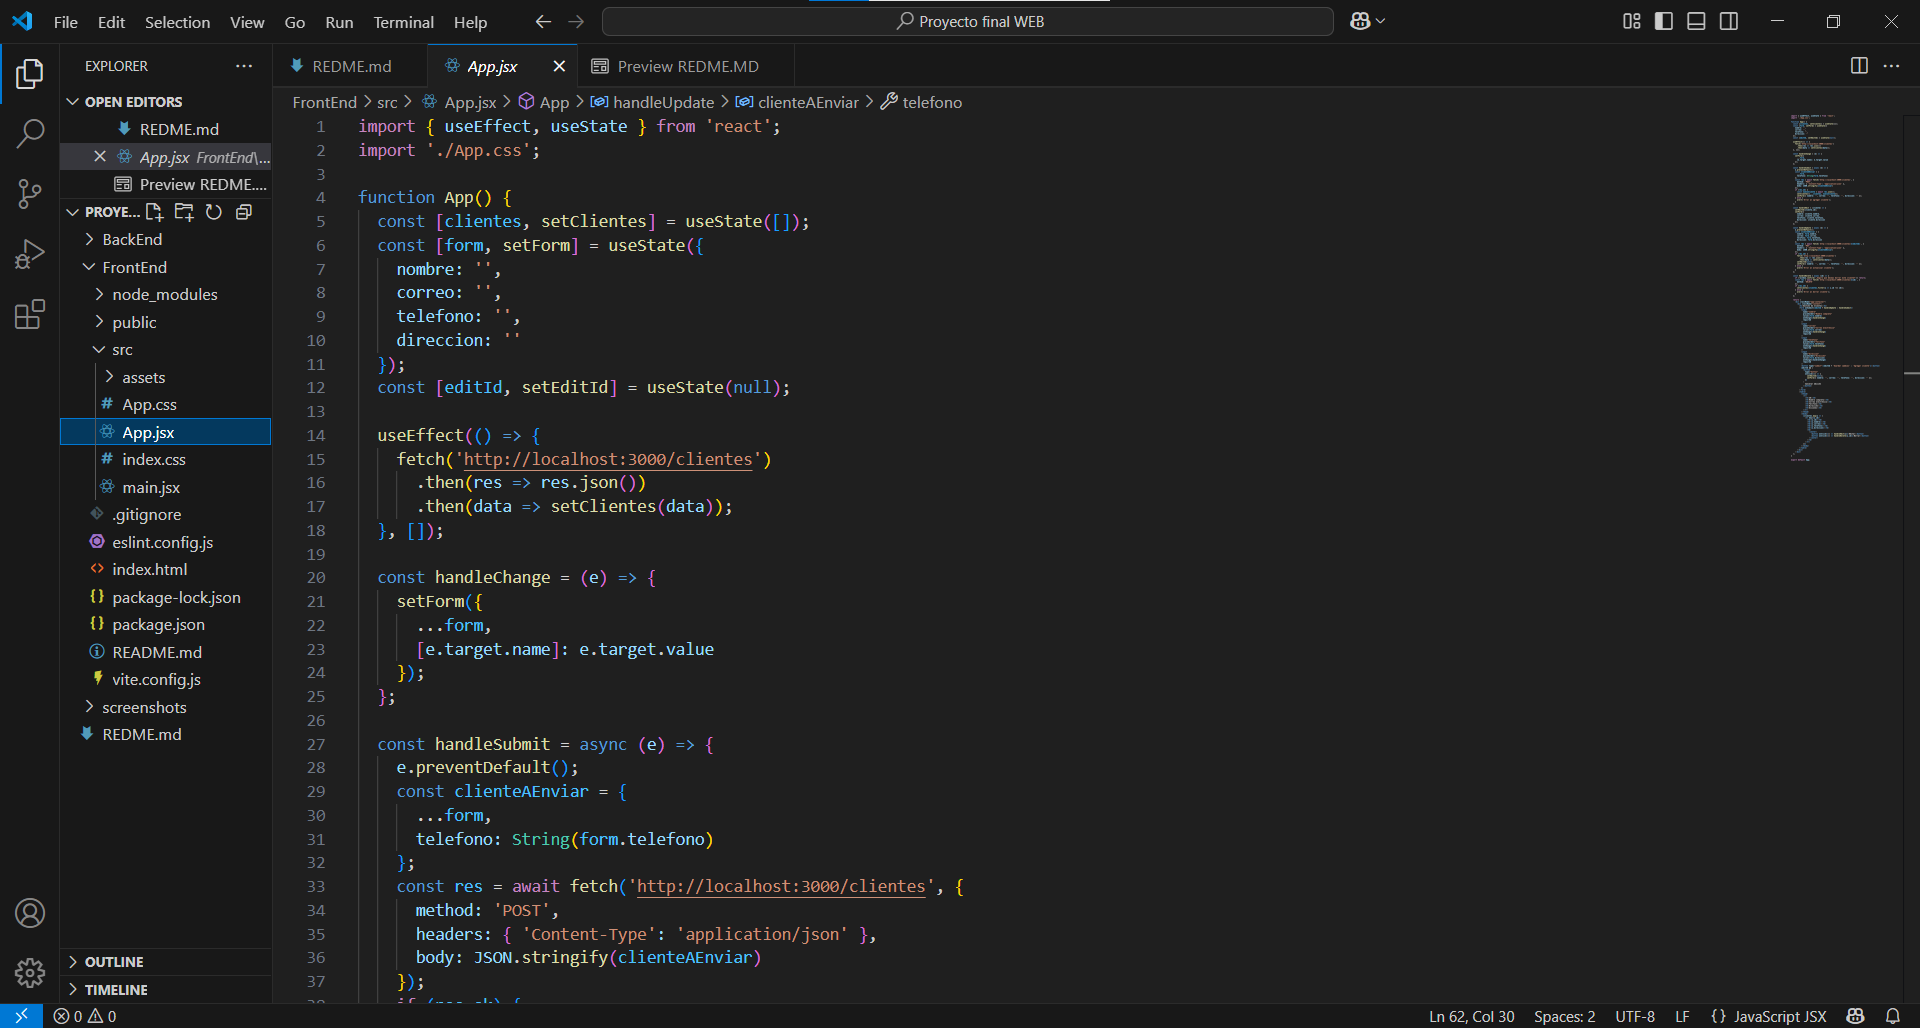 File Edit Selection View Go Run Terminal Help
Proyecto final WEB
EXPLORER
OPEN EDITORS
REDME.md
App.jsx FrontEnd\...
Preview REDME....
PROYE...
BackEnd
FrontEnd
node_modules
public
src
assets
App.css
App.jsx
index.css
main.jsx
.gitignore
eslint.config.js
index.html
package-lock.json
package.json
README.md
vite.config.js
screenshots
REDME.md
OUTLINE
TIMELINE
REDME.md App.jsx Preview REDME.MD
FrontEnd > src > App.jsx > App > handleUpdate > clienteAEnviar > telefono
1 import { useEffect, useState } from 'react';
2 import './App.css';
3
4 function App() {
5 const [clientes, setClientes] = useState([]);
6 const [form, setForm] = useState({
7 nombre: '',
8 correo: '',
9 telefono: '',
10 direccion: ''
11 });
12 const [editId, setEditId] = useState(null);
13
14 useEffect(() => {
15 fetch('http://localhost:3000/clientes')
16 .then(res => res.json())
17 .then(data => setClientes(data));
18 }, []);
19
20 const handleChange = (e) => {
21 setForm({
22 ...form,
23 [e.target.name]: e.target.value
24 });
25 };
26
27 const handleSubmit = async (e) => {
28 e.preventDefault();
29 const clienteAEnviar = {
30 ...form,
31 telefono: String(form.telefono)
32 };
33 const res = await fetch('http://localhost:3000/clientes', {
34 method: 'POST',
35 headers: { 'Content-Type': 'application/json' },
36 body: JSON.stringify(clienteAEnviar)
37 });
38 if (res.ok) {
0 0
Ln 62, Col 30 Spaces: 2 UTF-8 LF {} JavaScript JSX